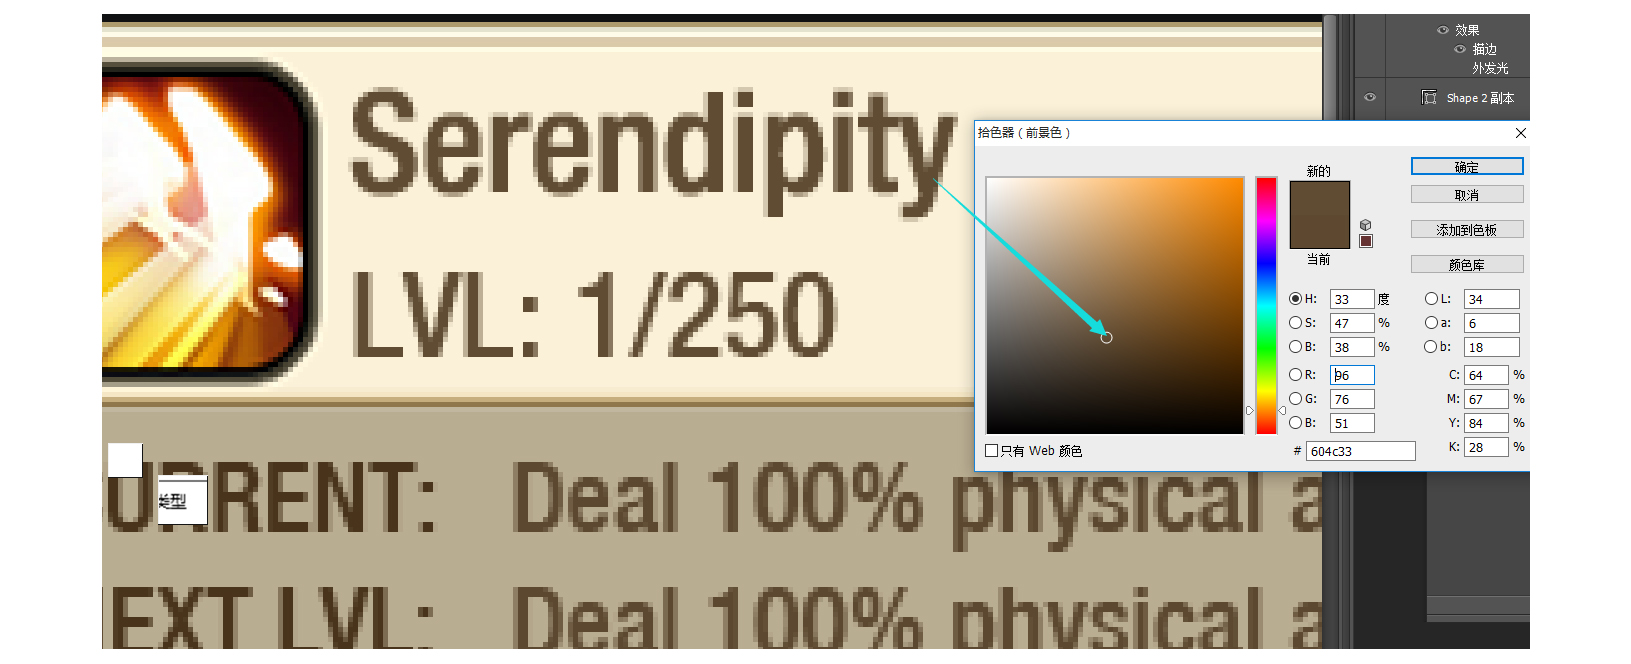 效果
描边
外发光
Shape 2 副本
Serendipity
LVL: 1/250
拾色器 ( 前景色 )
新的
当前
确定
取消
添加到色板
颜色库
H: 33 度
S: 47 %
B: 38 %
R: 96
G: 76
B: 51
L: 34
a: 6
b: 18
C: 64 %
M: 67 %
Y: 84 %
K: 28 %
只有 Web 颜色
# 604c33
类型
URRENT: Deal 100% physical a
EXT LVL: Deal 100% physical a